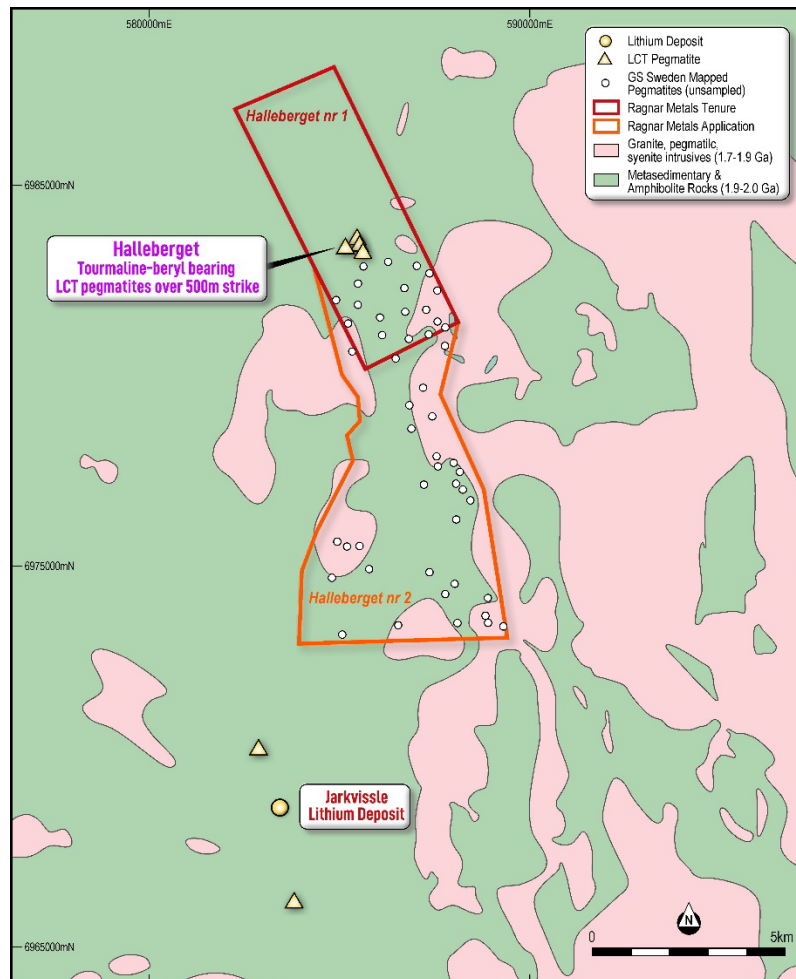 580000mE
590000mE
Lithium Deposit
LCT Pegmatite
GS Sweden Mapped
Pegmatites (unsampled)
Ragnar Metals Tenure
Ragnar Metals Application
Granite, pegmatilc,
syenite intrusives (1.7-1.9 Ga)
Metasedimentary &
Amphibolite Rocks (1.9-2.0 Ga)
Halleberget nr 1
6985000mN
Halleberget
Tourmaline-beryl bearing
LCT pegmatites over 500m strike
6975000mN
Halleberget nr 2
Jarkvissle
Lithium Deposit
N
0
5km
6965000mN